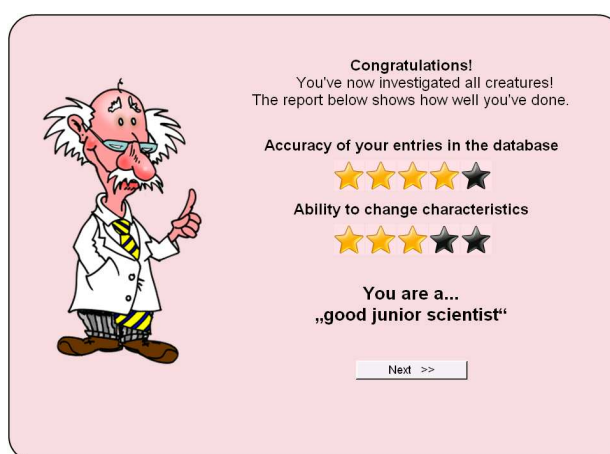 Congratulations!
You've now investigated all creatures!
The report below shows how well you've done.
Accuracy of your entries in the database
Ability to change characteristics
You are a...
„good junior scientist“
Next >>